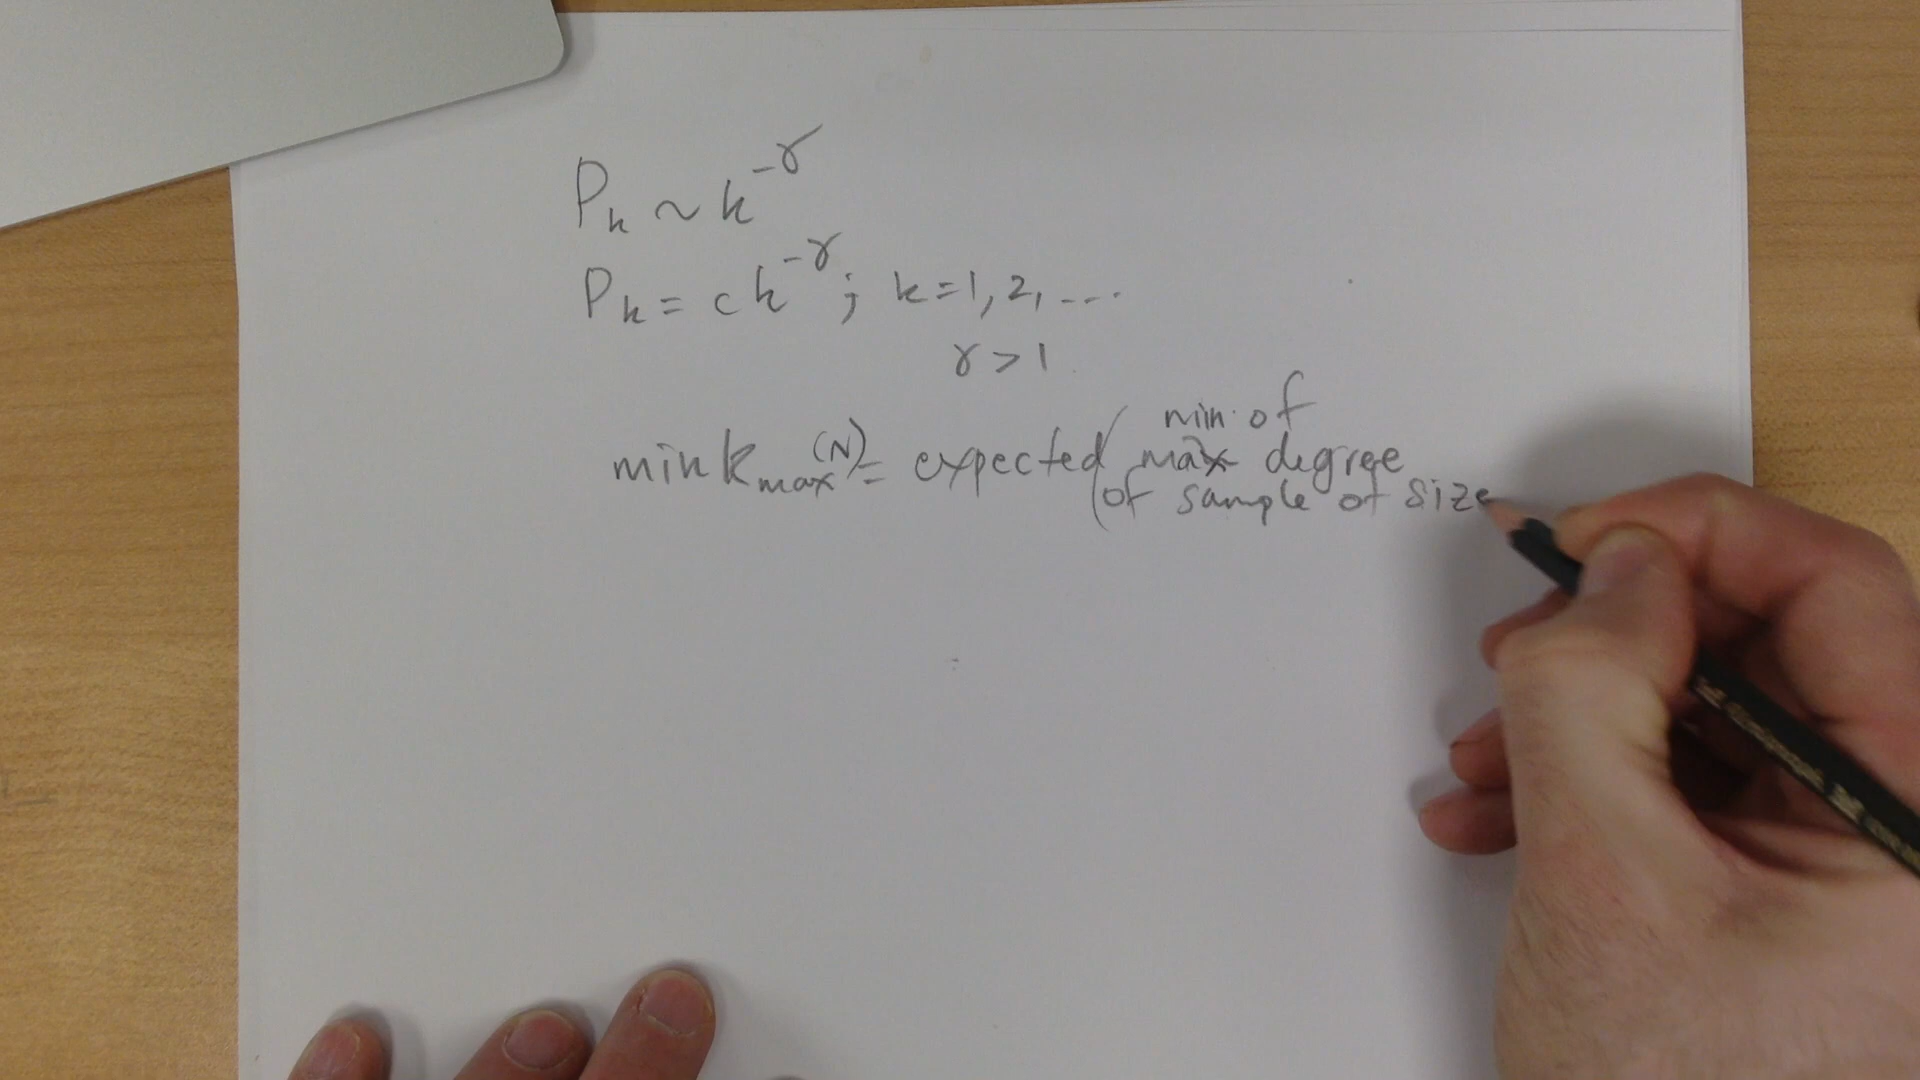 P_k ~ k^{-γ}
P_k = c k^{-γ}; k=1,2,....
γ > 1
min of
min k_max^{(N)} = expected max degree
(of sample of size